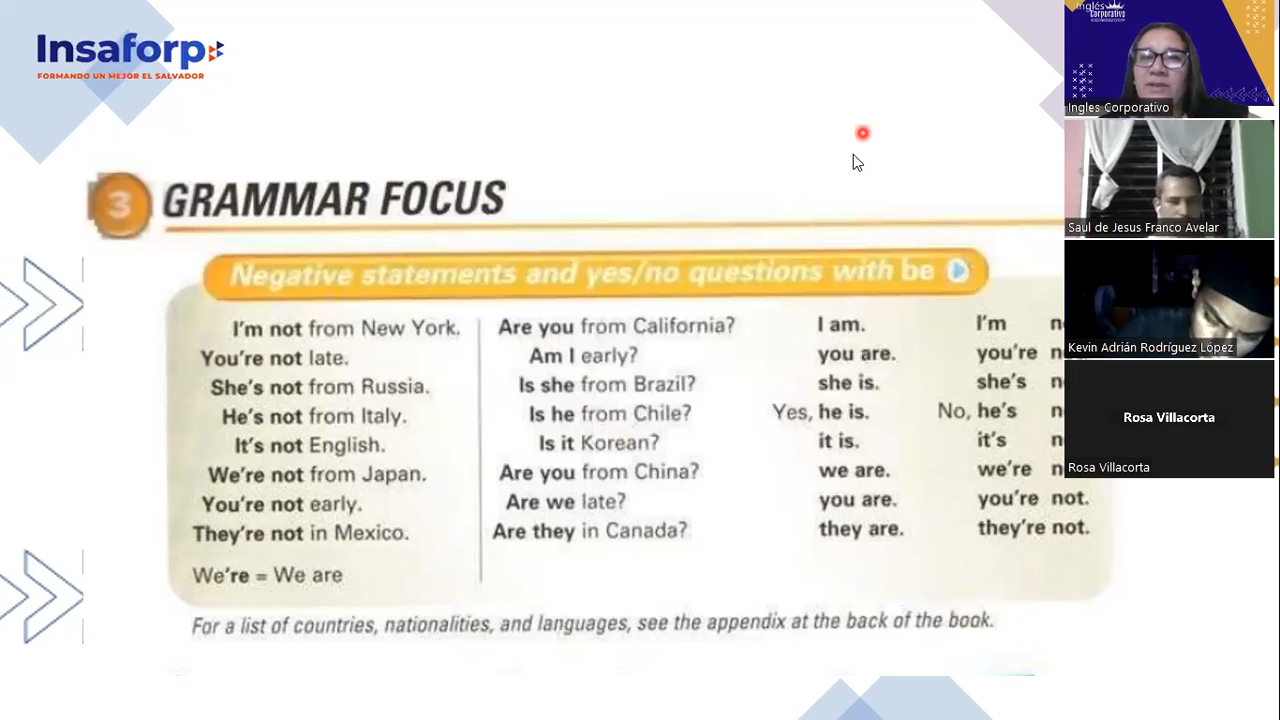 Insaforp
FORMANDO UN MEJOR EL SALVADOR
3 GRAMMAR FOCUS
Negative statements and yes/no questions with be
I'm not from New York.
You're not late.
She's not from Russia.
He's not from Italy.
It's not English.
We're not from Japan.
You're not early.
They're not in Mexico.
We're = We are
Are you from California?
Am I early?
Is she from Brazil?
Is he from Chile?
Is it Korean?
Are you from China?
Are we late?
Are they in Canada?
I am.
you are.
she is.
Yes, he is.
it is.
we are.
you are.
they are.
I'm
you're
she's
No, he's
it's
we're
you're not.
they're not.
For a list of countries, nationalities, and languages, see the appendix at the back of the book.
Inglés
Corporativo
Ingles Corporativo
Saul de Jesus Franco Avelar
Kevin Adrián Rodríguez López
Rosa Villacorta
Rosa Villacorta